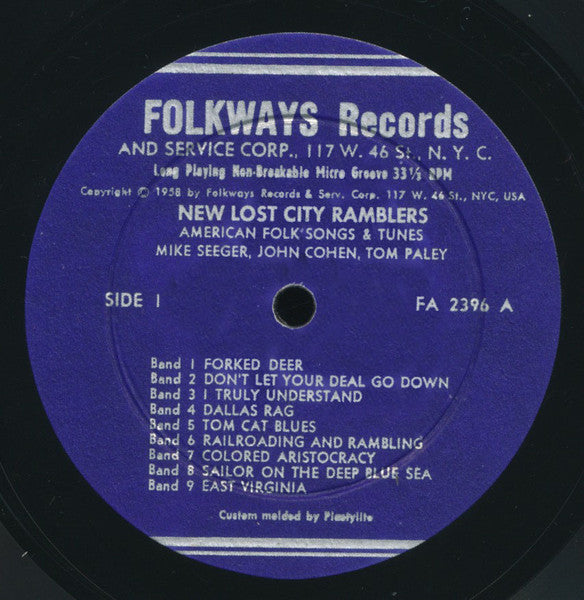 FOLKWAYS Records
AND SERVICE CORP., 117 W. 46 St., N. Y. C.
Long Playing Non-Breakable Micro Groove 33⅓ RPM
Copyright © 1958 by Folkways Records & Serv. Corp. 117 W. 46 St., NYC, USA
NEW LOST CITY RAMBLERS
AMERICAN FOLK SONGS & TUNES
MIKE SEEGER, JOHN COHEN, TOM PALEY
SIDE 1 FA 2396 A
Band 1 FORKED DEER
Band 2 DON'T LET YOUR DEAL GO DOWN
Band 3 I TRULY UNDERSTAND
Band 4 DALLAS RAG
Band 5 TOM CAT BLUES
Band 6 RAILROADING AND RAMBLING
Band 7 COLORED ARISTOCRACY
Band 8 SAILOR ON THE DEEP BLUE SEA
Band 9 EAST VIRGINIA
Custom molded by Plastylite